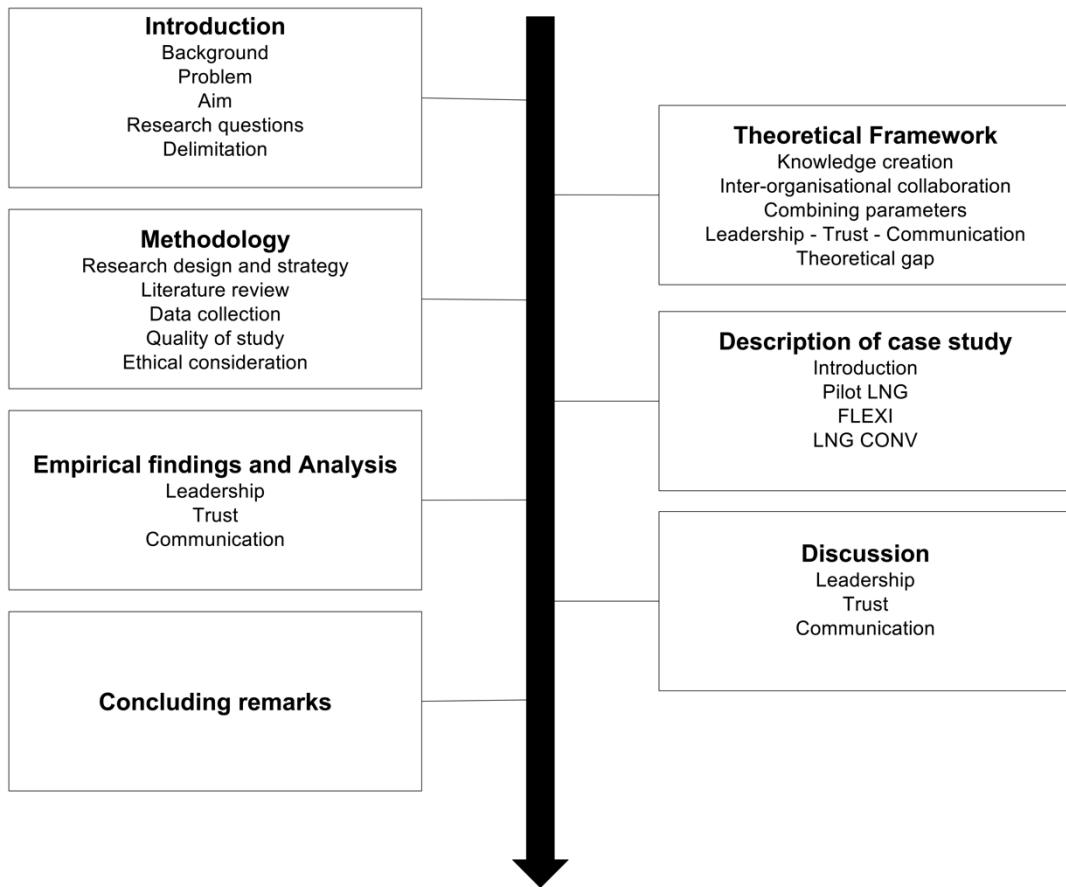 Introduction
Background
Problem
Aim
Research questions
Delimitation
Theoretical Framework
Knowledge creation
Inter-organisational collaboration
Combining parameters
Leadership - Trust - Communication
Theoretical gap
Methodology
Research design and strategy
Literature review
Data collection
Quality of study
Ethical consideration
Description of case study
Introduction
Pilot LNG
FLEXI
LNG CONV
Empirical findings and Analysis
Leadership
Trust
Communication
Discussion
Leadership
Trust
Communication
Concluding remarks